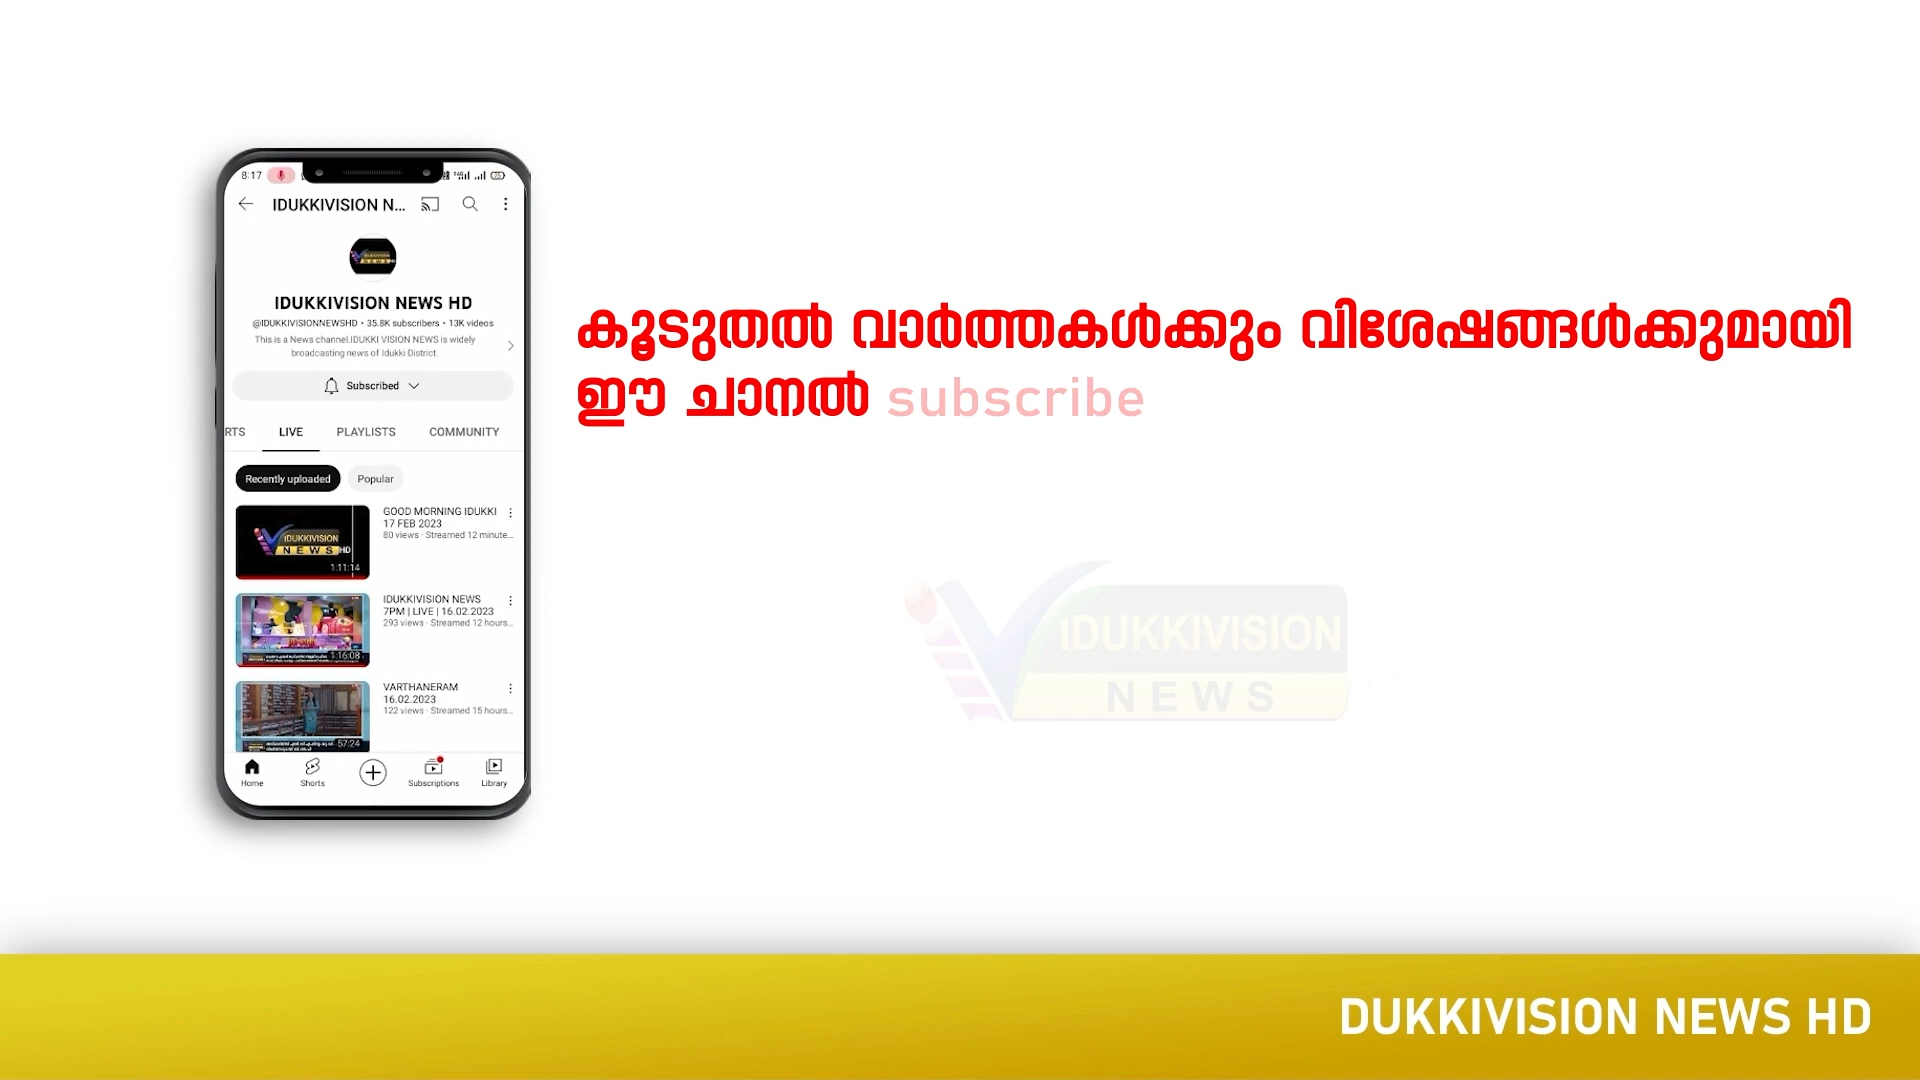 8:17
IDUKKIVISION N...
IDUKKIVISION
NEWS HD
IDUKKIVISION NEWS HD
@IDUKKIVISIONNEWSHD • 35.8K subscribers • 13K videos
This is a News channel.IDUKKI VISION NEWS is widely
broadcasting news of Idukki District.
Subscribed
RTS LIVE PLAYLISTS COMMUNITY
Recently uploaded Popular
IDUKKIVISION
NEWS HD
1:11:14
GOOD MORNING IDUKKI
17 FEB 2023
80 views · Streamed 12 minute...
1:16:08
IDUKKIVISION NEWS
7PM | LIVE | 16.02.2023
293 views · Streamed 12 hours...
57:24
VARTHANERAM
16.02.2023
122 views · Streamed 15 hours...
Home Shorts Subscriptions Library
കൂടുതൽ വാർത്തകൾക്കും വിശേഷങ്ങൾക്കുമായി
ഈ ചാനൽ subscribe
IDUKKIVISION
NEWS
DUKKIVISION NEWS HD